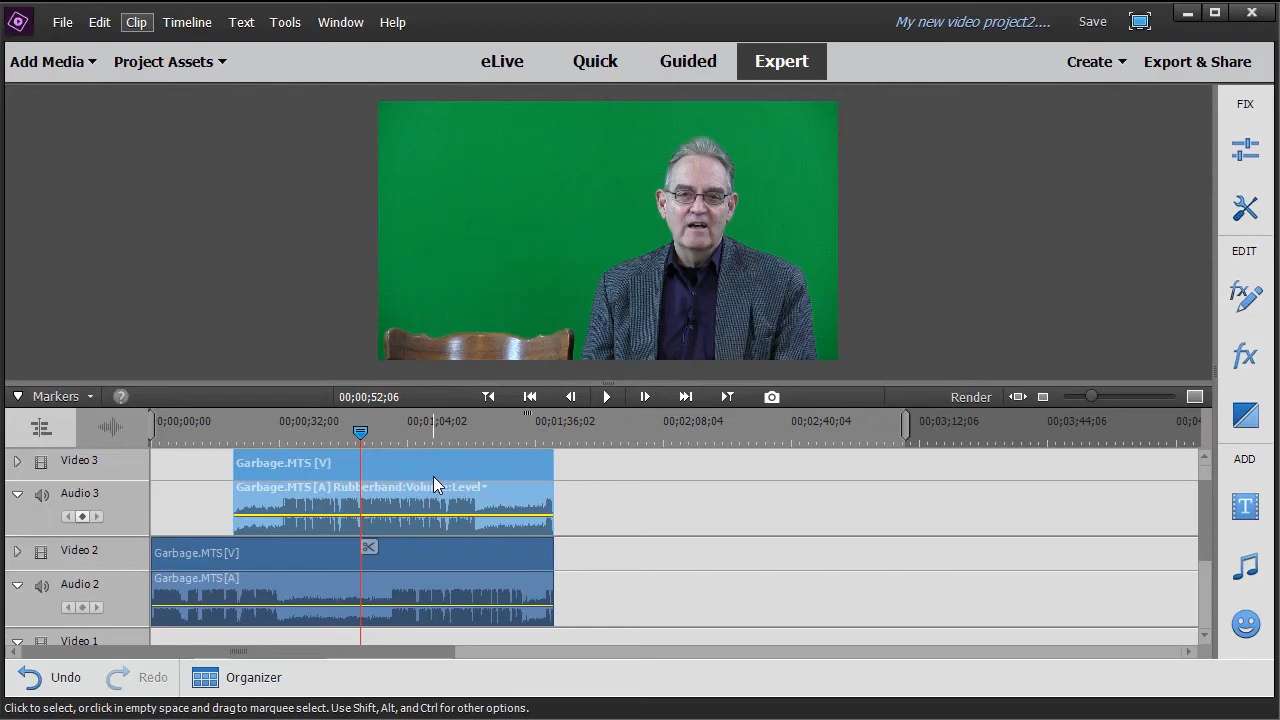 File Edit Clip Timeline Text Tools Window Help My new video project2.... Save
Add Media Project Assets eLive Quick Guided Expert Create Export & Share
FIX
EDIT
Markers ? 00;00;52;06 Render
0;00;00;00 00;00;32;00 00;01;04;02 00;01;36;02 00;02;08;04 00;02;40;04 00;03;12;06 00;03;44;06 00;04
ADD
Video 3 Garbage.MTS [V]
Audio 3 Garbage.MTS [A] Rubberband:Volume:Level
Video 2 Garbage.MTS[V]
Audio 2 Garbage.MTS[A]
Video 1
Undo Redo Organizer
Click to select, or click in empty space and drag to marquee select. Use Shift, Alt, and Ctrl for other options.